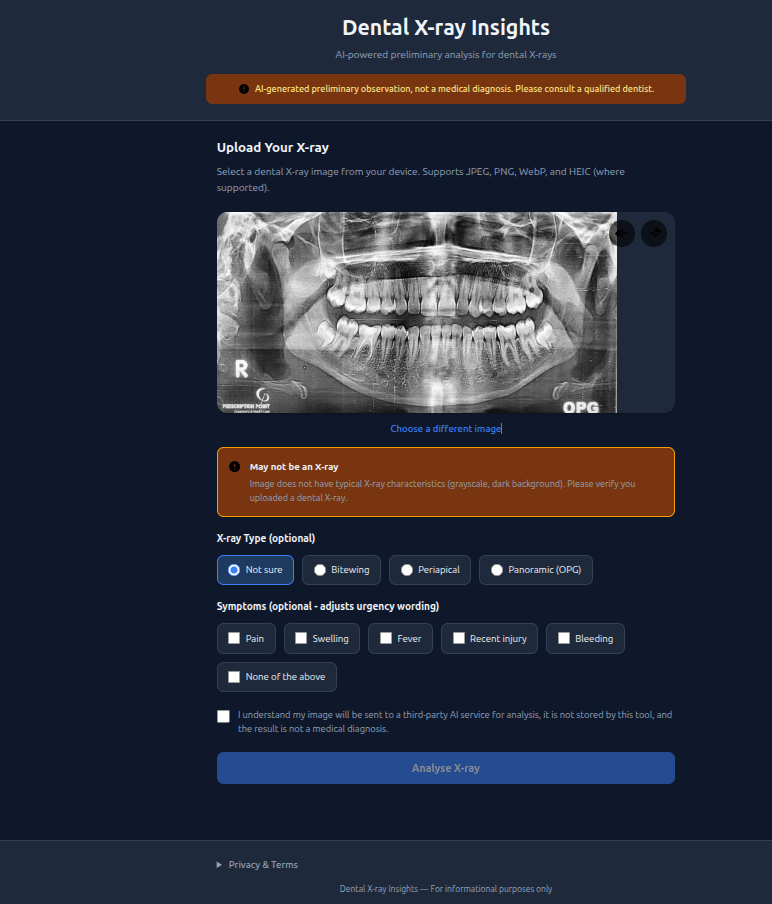 Dental X-ray Insights
AI-powered preliminary analysis for dental X-rays
AI-generated preliminary observation, not a medical diagnosis. Please consult a qualified dentist.
Upload Your X-ray
Select a dental X-ray image from your device. Supports JPEG, PNG, WebP, and HEIC (where
supported).
R
PRESCRIPTION POINT
OPG
Choose a different image
May not be an X-ray
Image does not have typical X-ray characteristics (grayscale, dark background). Please verify you
uploaded a dental X-ray.
X-ray Type (optional)
Not sure
Bitewing
Periapical
Panoramic (OPG)
Symptoms (optional - adjusts urgency wording)
Pain
Swelling
Fever
Recent injury
Bleeding
None of the above
I understand my image will be sent to a third-party AI service for analysis, it is not stored by this tool, and
the result is not a medical diagnosis.
Analyse X-ray
Privacy & Terms
Dental X-ray Insights — For informational purposes only